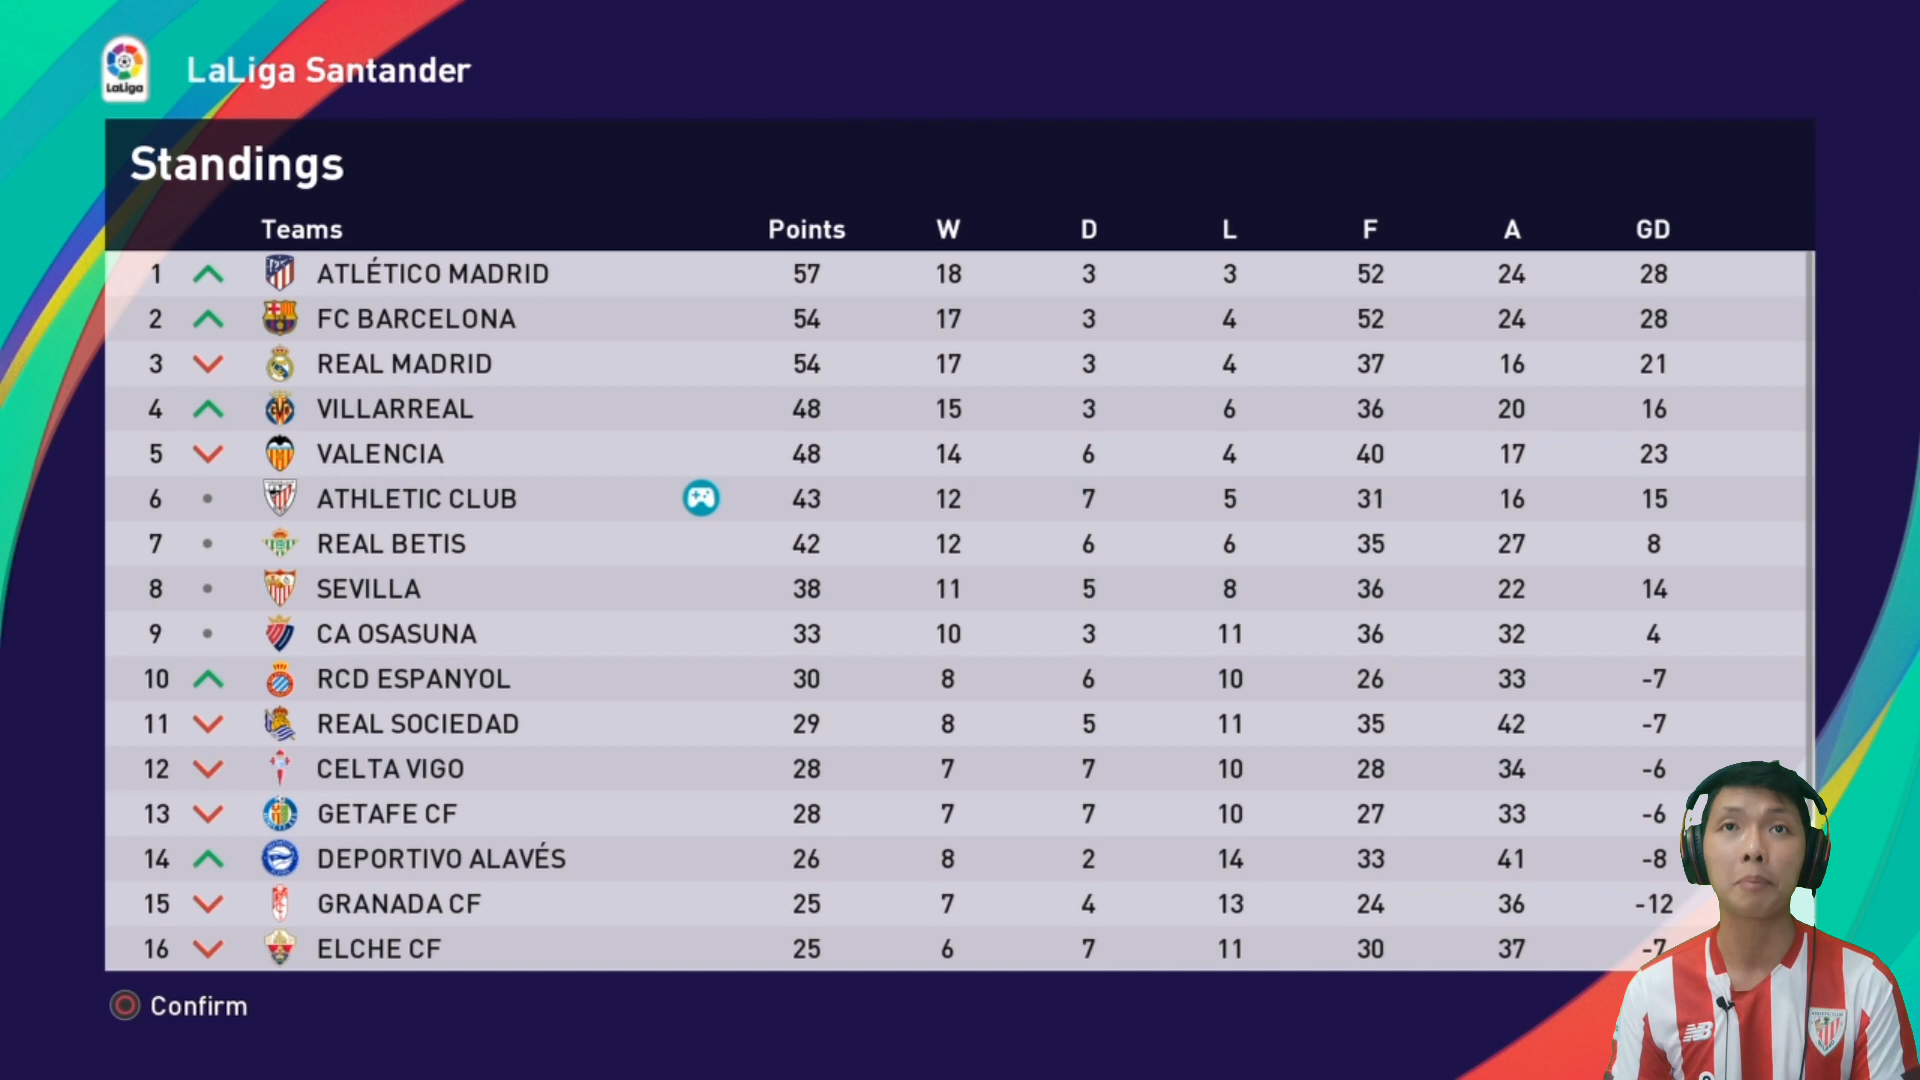 LaLiga
LaLiga Santander
Standings
Teams Points W D L F A GD
1 ATLÉTICO MADRID 57 18 3 3 52 24 28
2 FC BARCELONA 54 17 3 4 52 24 28
3 REAL MADRID 54 17 3 4 37 16 21
4 VILLARREAL 48 15 3 6 36 20 16
5 VALENCIA 48 14 6 4 40 17 23
6 ATHLETIC CLUB 43 12 7 5 31 16 15
7 REAL BETIS 42 12 6 6 35 27 8
8 SEVILLA 38 11 5 8 36 22 14
9 CA OSASUNA 33 10 3 11 36 32 4
10 RCD ESPANYOL 30 8 6 10 26 33 -7
11 REAL SOCIEDAD 29 8 5 11 35 42 -7
12 CELTA VIGO 28 7 7 10 28 34 -6
13 GETAFE CF 28 7 7 10 27 33 -6
14 DEPORTIVO ALAVÉS 26 8 2 14 33 41 -8
15 GRANADA CF 25 7 4 13 24 36 -12
16 ELCHE CF 25 6 7 11 30 37 -7
Confirm
NB